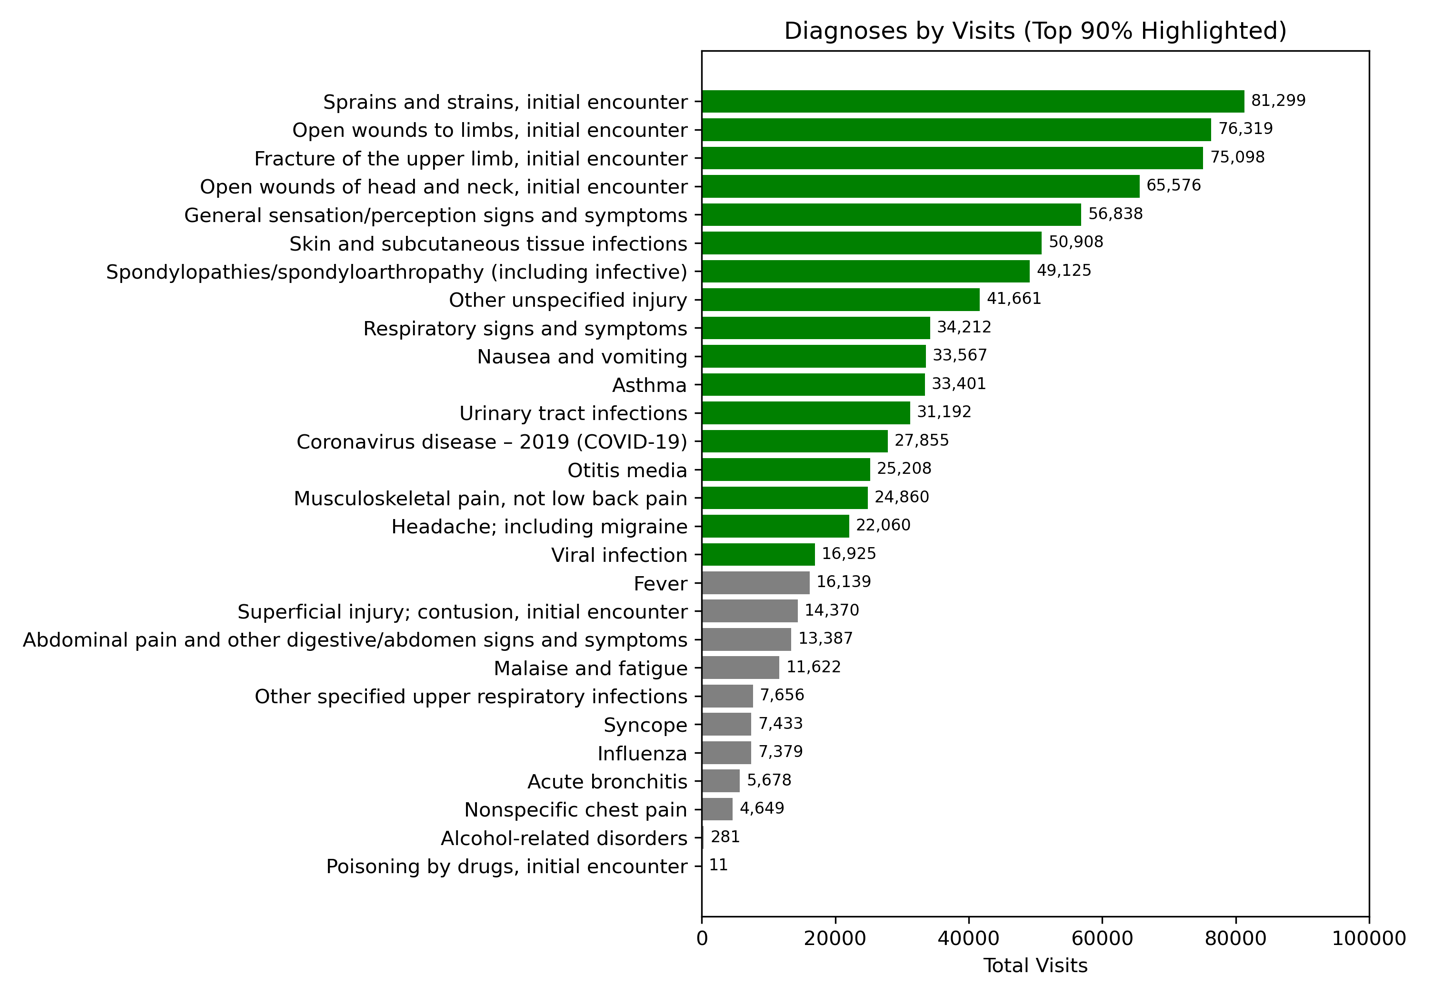 Diagnoses by Visits (Top 90% Highlighted)
Sprains and strains, initial encounter 81,299
Open wounds to limbs, initial encounter 76,319
Fracture of the upper limb, initial encounter 75,098
Open wounds of head and neck, initial encounter 65,576
General sensation/perception signs and symptoms 56,838
Skin and subcutaneous tissue infections 50,908
Spondylopathies/spondyloarthropathy (including infective) 49,125
Other unspecified injury 41,661
Respiratory signs and symptoms 34,212
Nausea and vomiting 33,567
Asthma 33,401
Urinary tract infections 31,192
Coronavirus disease – 2019 (COVID-19) 27,855
Otitis media 25,208
Musculoskeletal pain, not low back pain 24,860
Headache; including migraine 22,060
Viral infection 16,925
Fever 16,139
Superficial injury; contusion, initial encounter 14,370
Abdominal pain and other digestive/abdomen signs and symptoms 13,387
Malaise and fatigue 11,622
Other specified upper respiratory infections 7,656
Syncope 7,433
Influenza 7,379
Acute bronchitis 5,678
Nonspecific chest pain 4,649
Alcohol-related disorders 281
Poisoning by drugs, initial encounter 11
0 20000 40000 60000 80000 100000
Total Visits